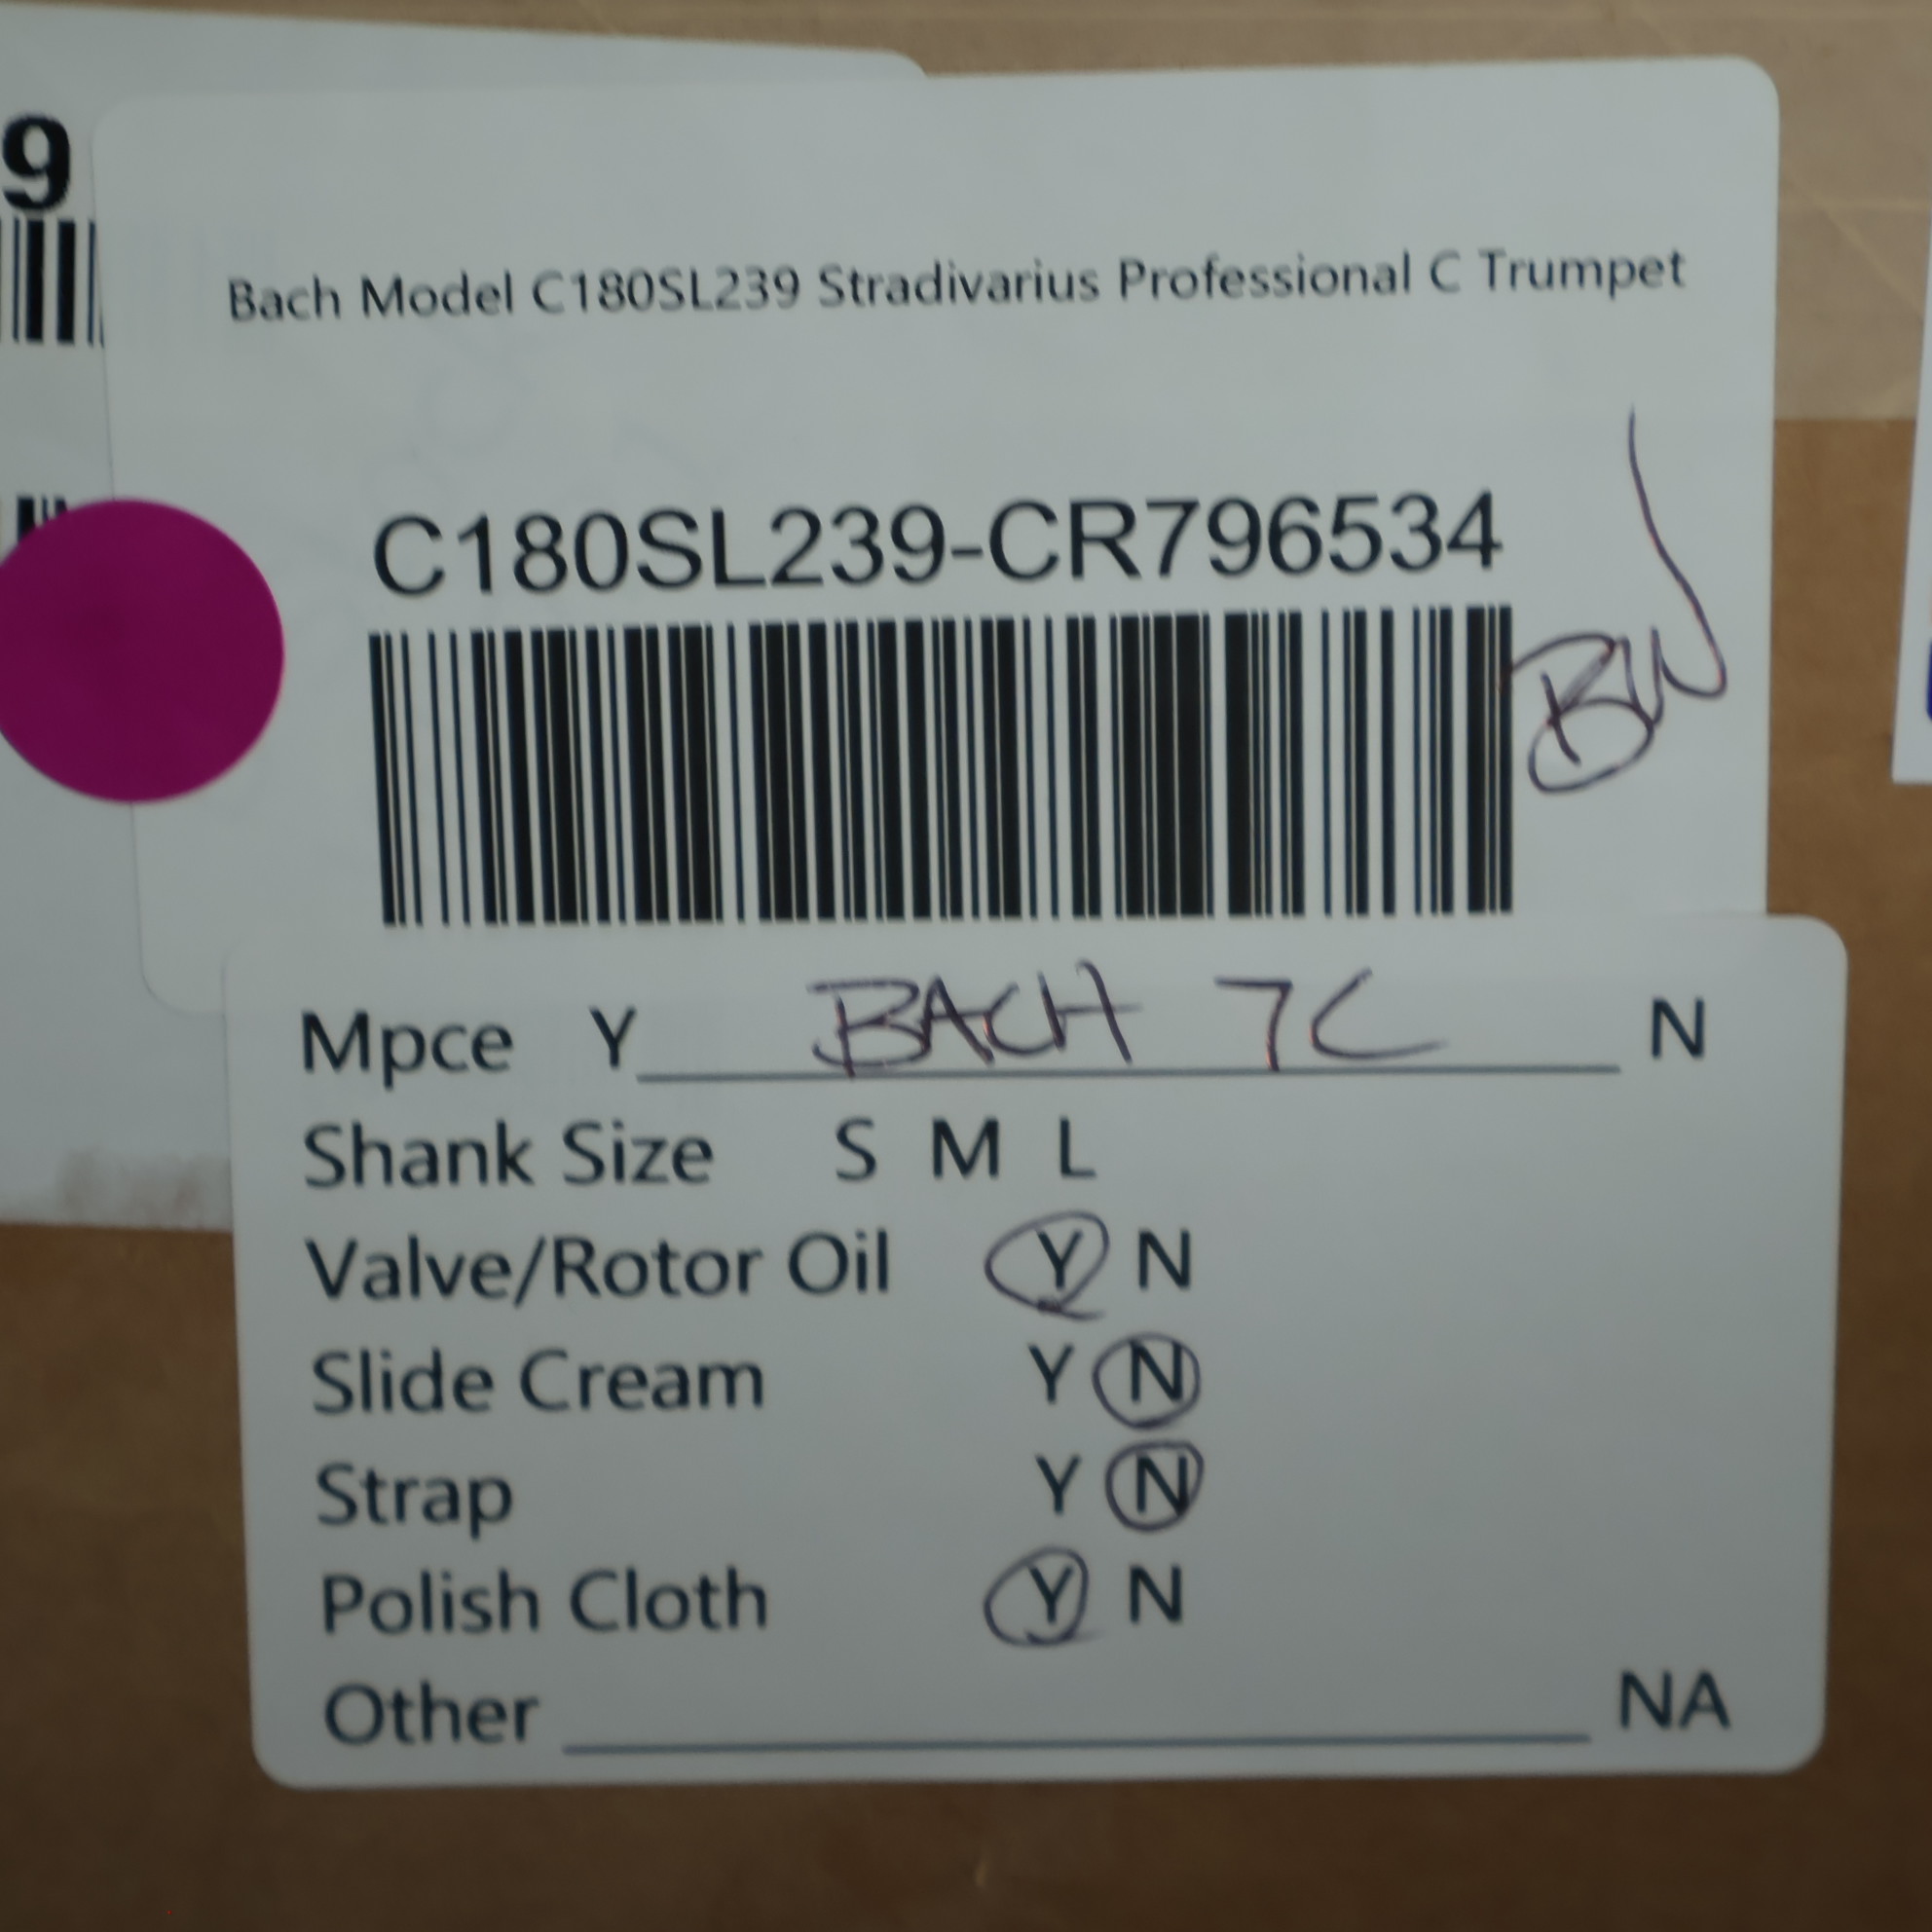 9
Bach Model C180SL239 Stradivarius Professional C Trumpet
C180SL239-CR796534
BW
Mpce Y BACH 7C N
Shank Size S M L
Valve/Rotor Oil Y N
Slide Cream Y N
Strap Y N
Polish Cloth Y N
Other NA